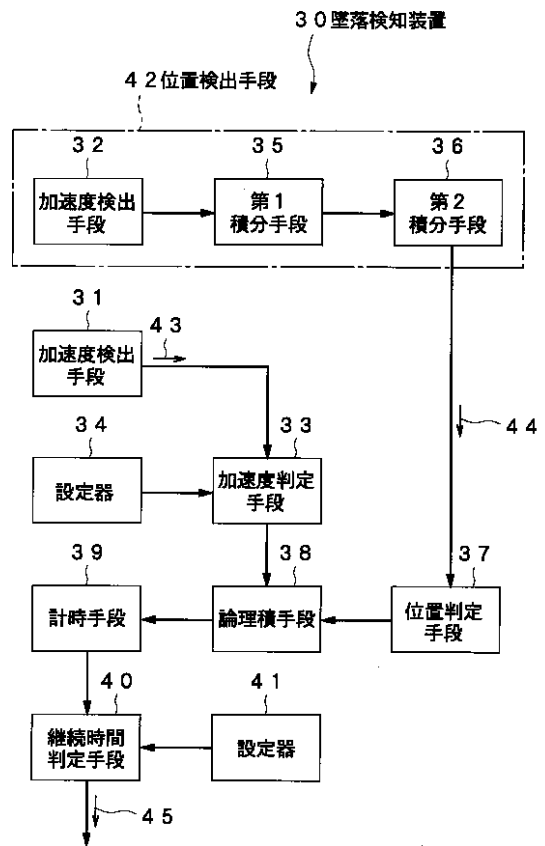 30墜落検知装置
42位置検出手段
32
35
36
加速度検出
手段
第1
積分手段
第2
積分手段
31
43
加速度検出
手段
34
33
44
設定器
加速度判定
手段
39
38
37
計時手段
論理積手段
位置判定
手段
40
41
継続時間
判定手段
設定器
45